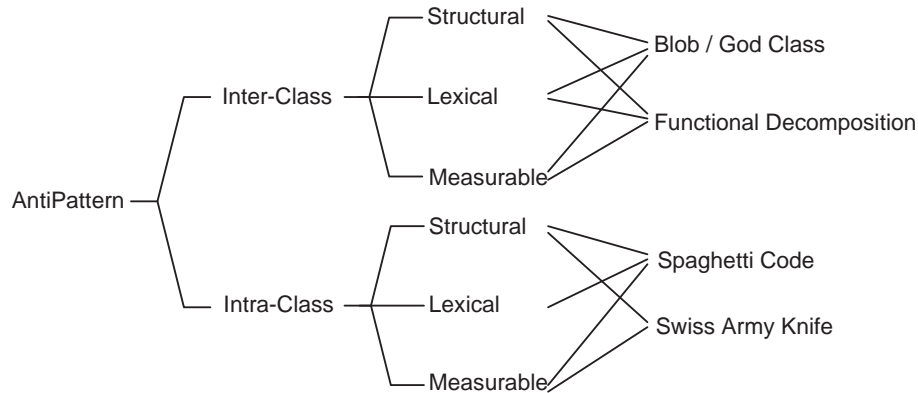 Structural
Blob / God Class
Inter-Class
Lexical
Functional Decomposition
Measurable
AntiPattern
Structural
Spaghetti Code
Intra-Class
Lexical
Swiss Army Knife
Measurable